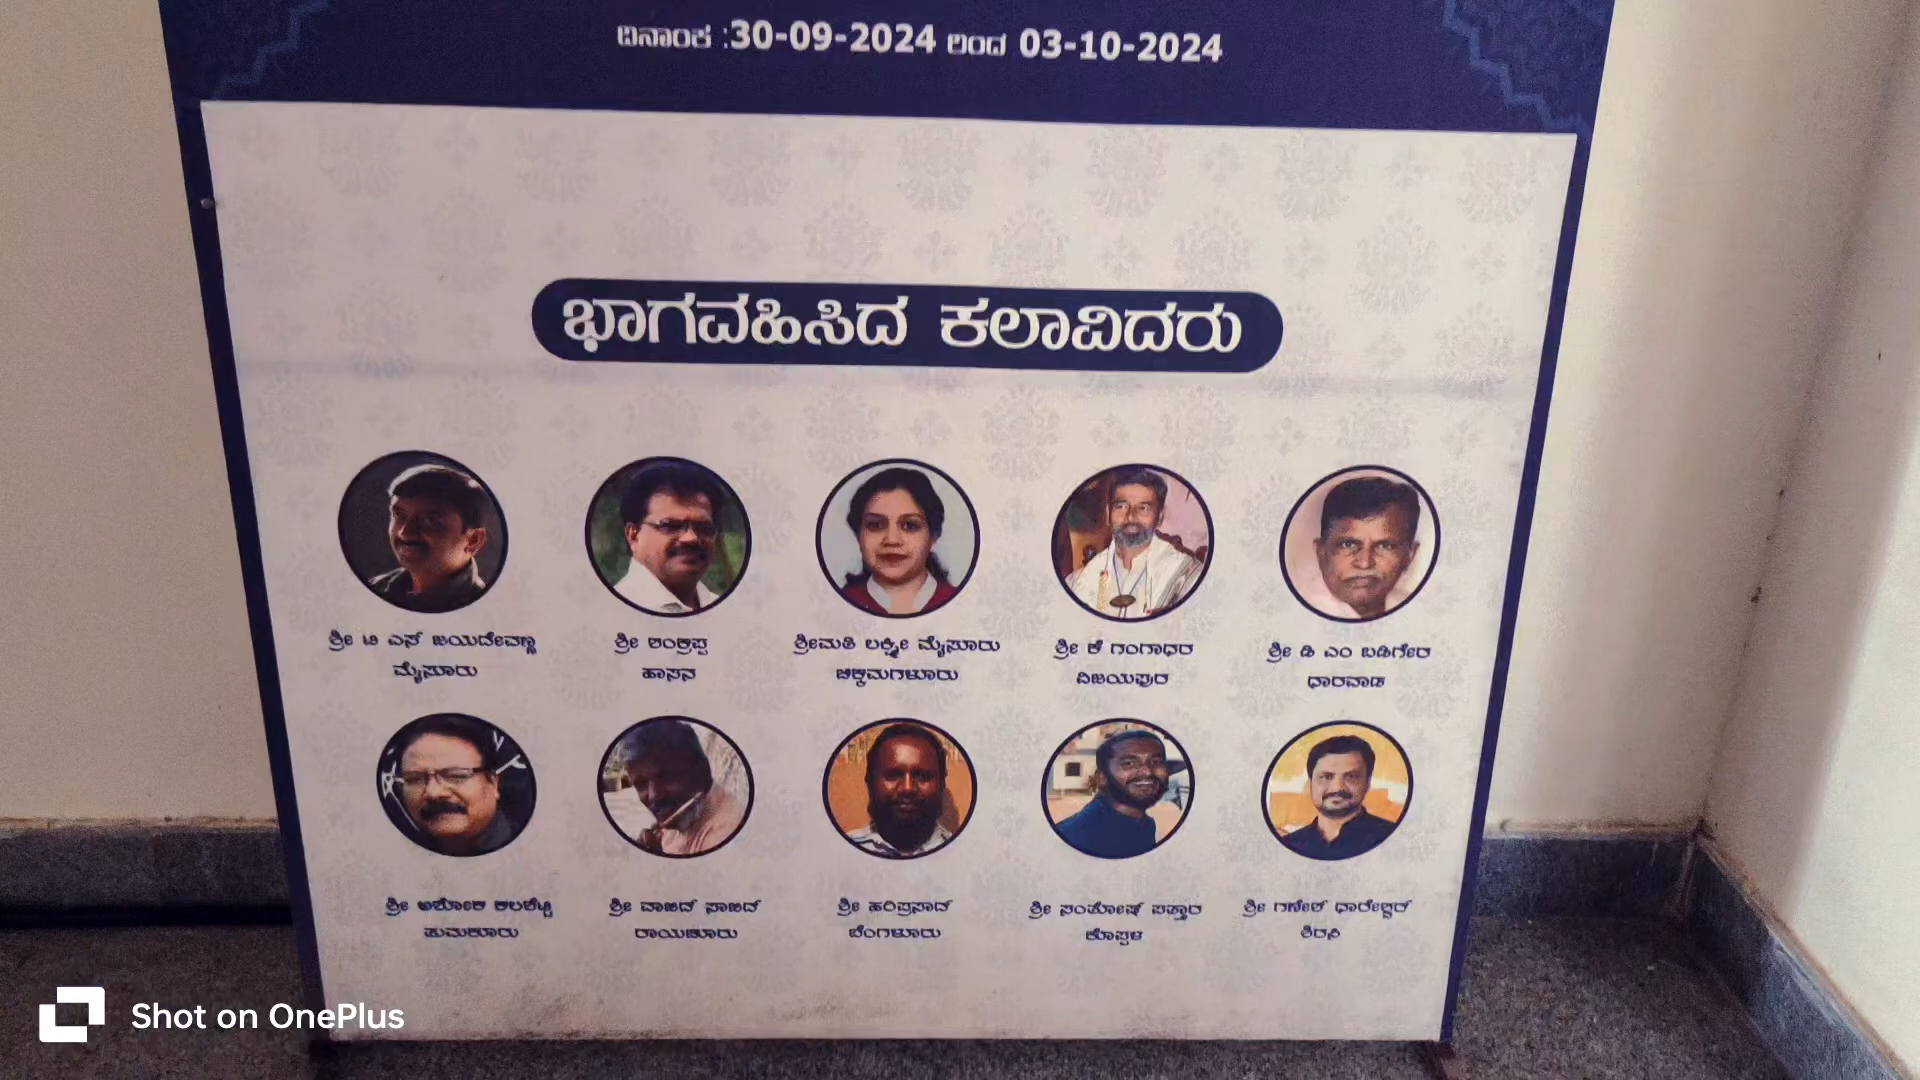 ದಿನಾಂಕ :30-09-2024 ರಿಂದ 03-10-2024
ಭಾಗವಹಿಸಿದ ಕಲಾವಿದರು
ಶ್ರೀ ಟಿ ಎಸ್ ಜಯದೇವಣ್ಣ
ಮೈಸೂರು
ಶ್ರೀ ಶಂಕ್ರಪ್ಪ
ಹಾಸನ
ಶ್ರೀಮತಿ ಲಕ್ಷ್ಮೀ ಮೈಸೂರು
ಚಿಕ್ಕಮಗಳೂರು
ಶ್ರೀ ಕೆ ಗಂಗಾಧರ
ವಿಜಯಪುರ
ಶ್ರೀ ಡಿ ಎಂ ಬಡಿಗೇರ
ಧಾರವಾಡ
ಶ್ರೀ ಅಶೋಕ ಕಲಶೆಟ್ಟಿ
ತುಮಕೂರು
ಶ್ರೀ ವಾಜಿದ್ ಸಾಜಿದ್
ರಾಯಚೂರು
ಶ್ರೀ ಹರಿಪ್ರಸಾದ್
ಬೆಂಗಳೂರು
ಶ್ರೀ ಸಂತೋಷ್ ಪತ್ತಾರ
ಕೊಪ್ಪಳ
ಶ್ರೀ ಗಣೇಶ್ ಧಾರೇಶ್ವರ್
ಶಿರಸಿ
Shot on OnePlus